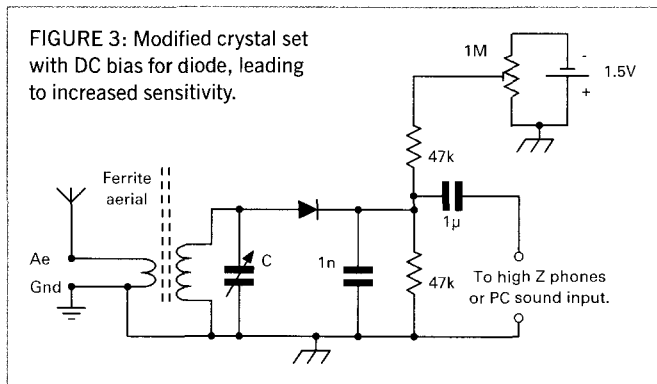 FIGURE 3: Modified crystal set
with DC bias for diode, leading
to increased sensitivity.
1M
-
1.5V
+
47k
Ferrite
aerial
1µ
Ae
C
1n
47k
Gnd
To high Z phones
or PC sound input.